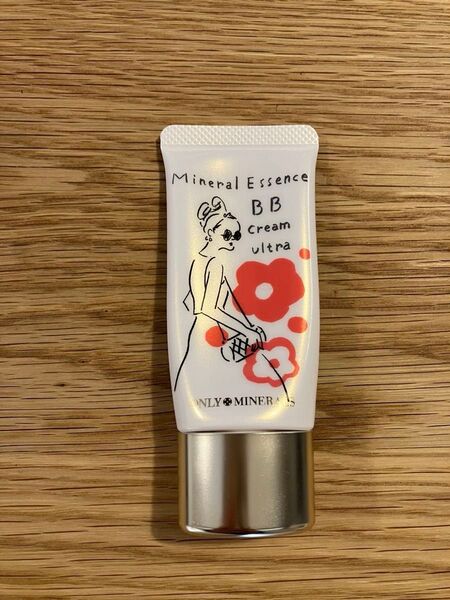 Mineral Essence
BB
Cream
ultra
ONLY MINERALS